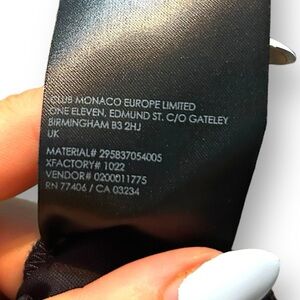 CLUB MONACO EUROPE LIMITED
ONE ELEVEN, EDMUND ST. C/O GATELEY
BIRMINGHAM B3 2HJ
UK
MATERIAL# 295837054005
XFACTORY# 1022
VENDOR# 0200011775
RN 77406 / CA 03234